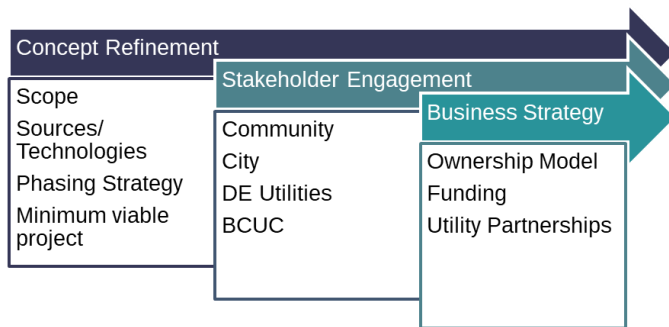 Concept Refinement
Scope
Sources/
Technologies
Phasing Strategy
Minimum viable
project
Stakeholder Engagement
Community
City
DE Utilities
BCUC
Business Strategy
Ownership Model
Funding
Utility Partnerships